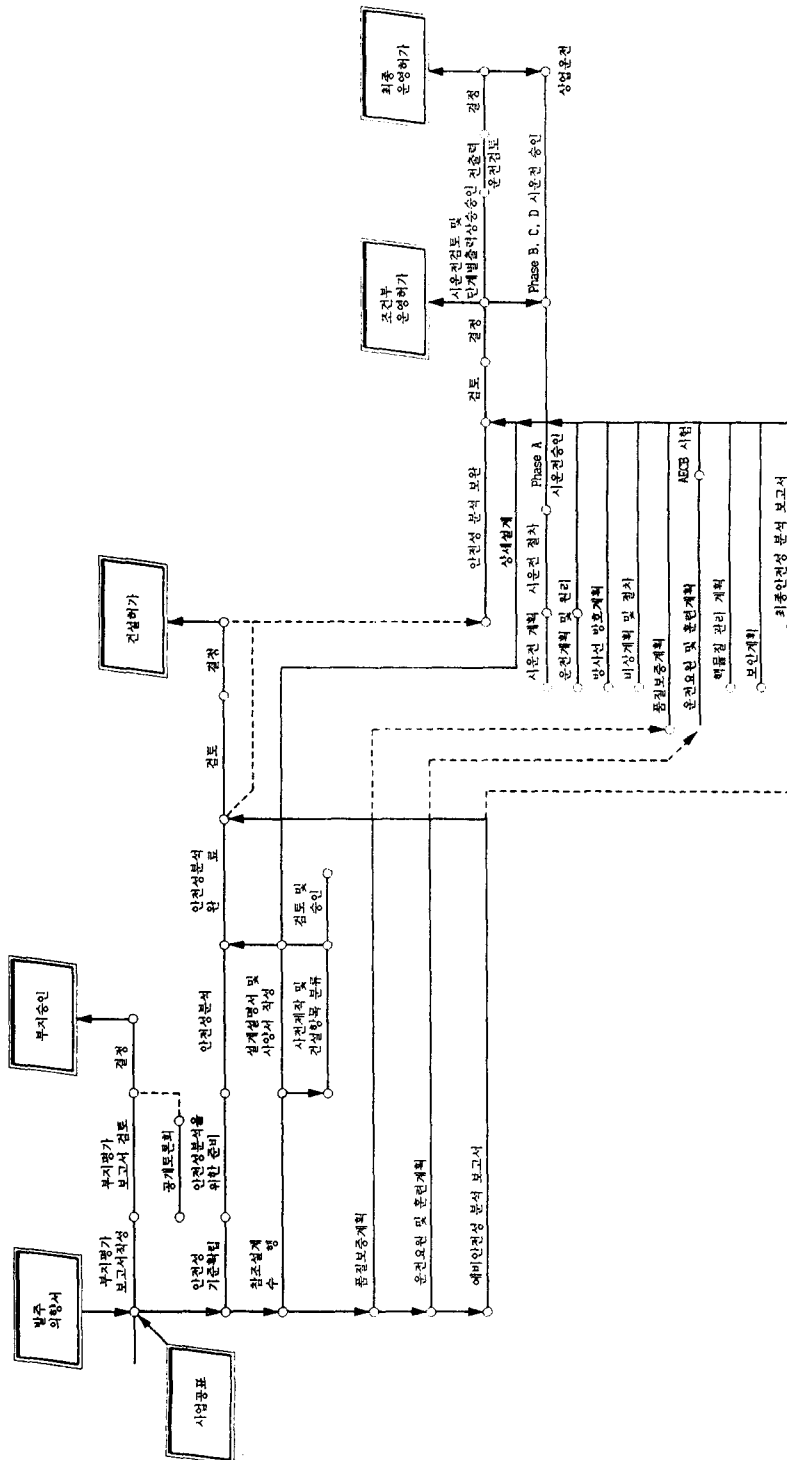 발주
의향서
사업공표
부지평가
보고서작성
부지평가
보고서 검토
결정
부지승인
공개토론회
안전성
기준확립
안전성분석을
위한 준비
안전성분석
안전성분석
완 료
검토
결정
건설허가
참조설계
수 행
설계설명서 및
사양서 작성
사전제작 및
건설항목 분류
검토 및
승인
품질보증계획
운전요원 및 훈련계획
예비안전성 분석 보고서
안전성 분석 보완
검토
결정
조건부
운영허가
시운전검토 및
단계별출력상승승인
전출력
운전검토
결정
최종
운영허가
상세설계
시운전 계획
시운전 절차
Phase A
시운전승인
Phase B, C, D 시운전 승인
상업운전
운전계획 및 원리
방사선 방호계획
비상계획 및 절차
품질보증계획
운전요원 및 훈련계획
AECB 시험
핵물질 관리 계획
보안계획
최종안전성 분석 보고서